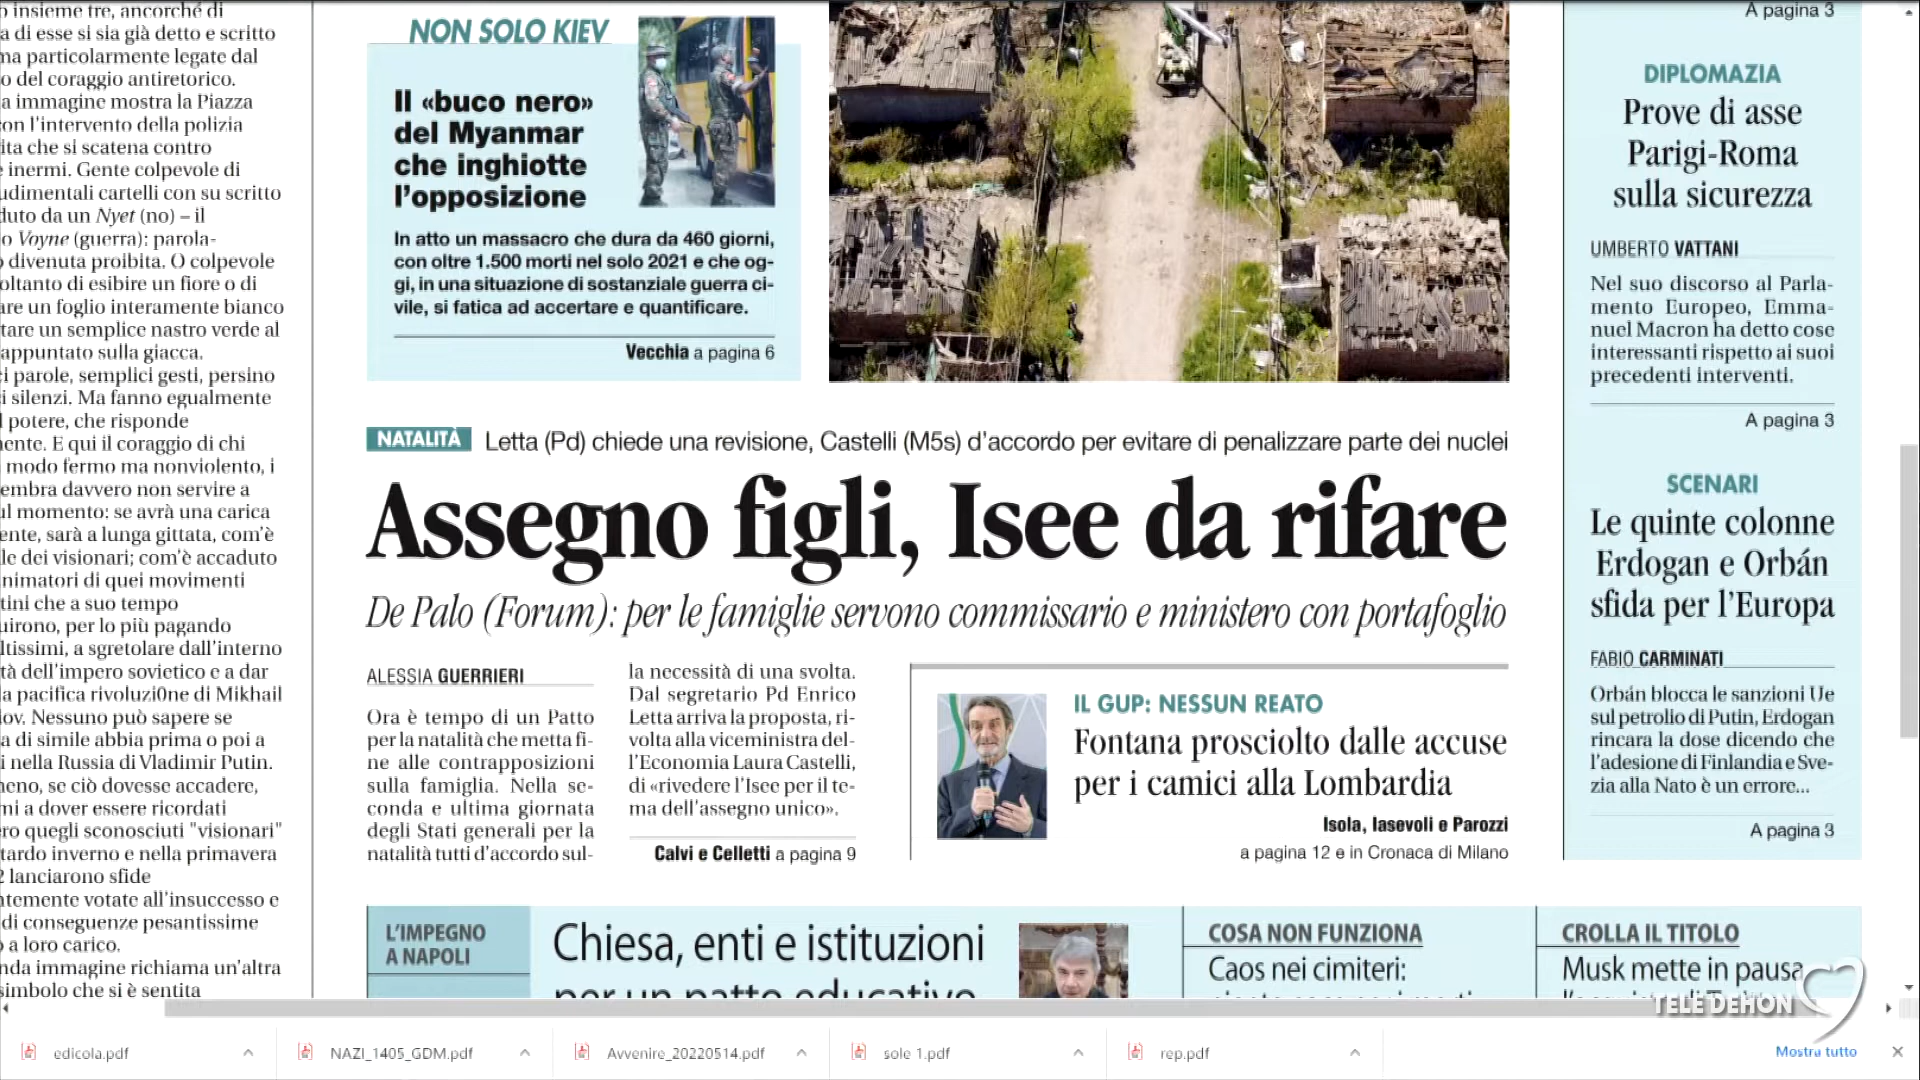 o insieme tre, ancorché di
a di esse si sia già detto e scritto
ma particolarmente legate dal
o del coraggio antiretorico.
a immagine mostra la Piazza
con l'intervento della polizia
ita che si scatena contro
e inermi. Gente colpevole di
udimentali cartelli con su scritto
duto da un Nyet (no) – il
o Voyne (guerra): parola-
o divenuta proibita. O colpevole
oltanto di esibire un fiore o di
are un foglio interamente bianco
tare un semplice nastro verde al
appuntato sulla giacca.
ci parole, semplici gesti, persino
i silenzi. Ma fanno egualmente
l potere, che risponde
mente. E qui il coraggio di chi
modo fermo ma nonviolento, i
embra davvero non servire a
ul momento: se avrà una carica
ente, sarà a lunga gittata, com'è
le dei visionari; com'è accaduto
nimatori di quei movimenti
tini che a suo tempo
uirono, per lo più pagando
ltissimi, a sgretolare dall'interno
tà dell'impero sovietico e a dar
a pacifica rivoluzi0ne di Mikhail
ov. Nessuno può sapere se
a di simile abbia prima o poi a
i nella Russia di Vladimir Putin.
meno, se ciò dovesse accadere,
mi a dover essere ricordati
ro quegli sconosciuti "visionari"
tardo inverno e nella primavera
2 lanciarono sfide
ntemente votate all'insuccesso e
di conseguenze pesantissime
o a loro carico.
nda immagine richiama un'altra
simbolo che si è sentita
NON SOLO KIEV
Il «buco nero»
del Myanmar
che inghiotte
l'opposizione
In atto un massacro che dura da 460 giorni,
con oltre 1.500 morti nel solo 2021 e che og-
gi, in una situazione di sostanziale guerra ci-
vile, si fatica ad accertare e quantificare.
Vecchia a pagina 6
A pagina 3
DIPLOMAZIA
Prove di asse
Parigi-Roma
sulla sicurezza
UMBERTO VATTANI
Nel suo discorso al Parla-
mento Europeo, Emma-
nuel Macron ha detto cose
interessanti rispetto ai suoi
precedenti interventi.
A pagina 3
SCENARI
Le quinte colonne
Erdogan e Orbán
sfida per l'Europa
FABIO CARMINATI
Orbán blocca le sanzioni Ue
sul petrolio di Putin, Erdogan
rincara la dose dicendo che
l'adesione di Finlandia e Sve-
zia alla Nato è un errore...
A pagina 3
NATALITÀ Letta (Pd) chiede una revisione, Castelli (M5s) d'accordo per evitare di penalizzare parte dei nuclei
Assegno figli, Isee da rifare
De Palo (Forum): per le famiglie servono commissario e ministero con portafoglio
ALESSIA GUERRIERI
Ora è tempo di un Patto
per la natalità che metta fi-
ne alle contrapposizioni
sulla famiglia. Nella se-
conda e ultima giornata
degli Stati generali per la
natalità tutti d'accordo sul-
la necessità di una svolta.
Dal segretario Pd Enrico
Letta arriva la proposta, ri-
volta alla viceministra del-
l'Economia Laura Castelli,
di «rivedere l'Isee per il te-
ma dell'assegno unico».
Calvi e Celletti a pagina 9
IL GUP: NESSUN REATO
Fontana prosciolto dalle accuse
per i camici alla Lombardia
Isola, Iasevoli e Parozzi
a pagina 12 e in Cronaca di Milano
L'IMPEGNO
A NAPOLI
Chiesa, enti e istituzioni
per un patto educativo
COSA NON FUNZIONA
Caos nei cimiteri:
CROLLA IL TITOLO
Musk mette in pausa
TELE DEHON
edicola.pdf
NAZI_1405_GDM.pdf
Avvenire_20220514.pdf
sole 1.pdf
rep.pdf
Mostra tutto